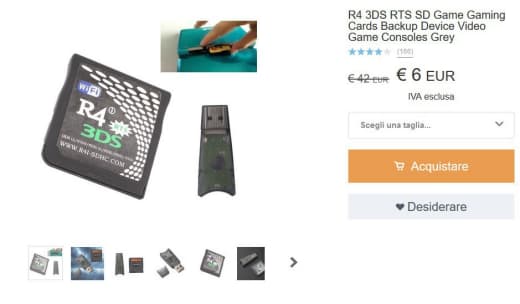 R4 3DS RTS SD Game Gaming
Cards Backup Device Video
Game Consoles Grey
(166)
€ 42 EUR
€ 6 EUR
IVA esclusa
Scegli una taglia...
Acquistare
Desiderare
WiFi
R4
3DS
WWW.R4I-SDHC.COM